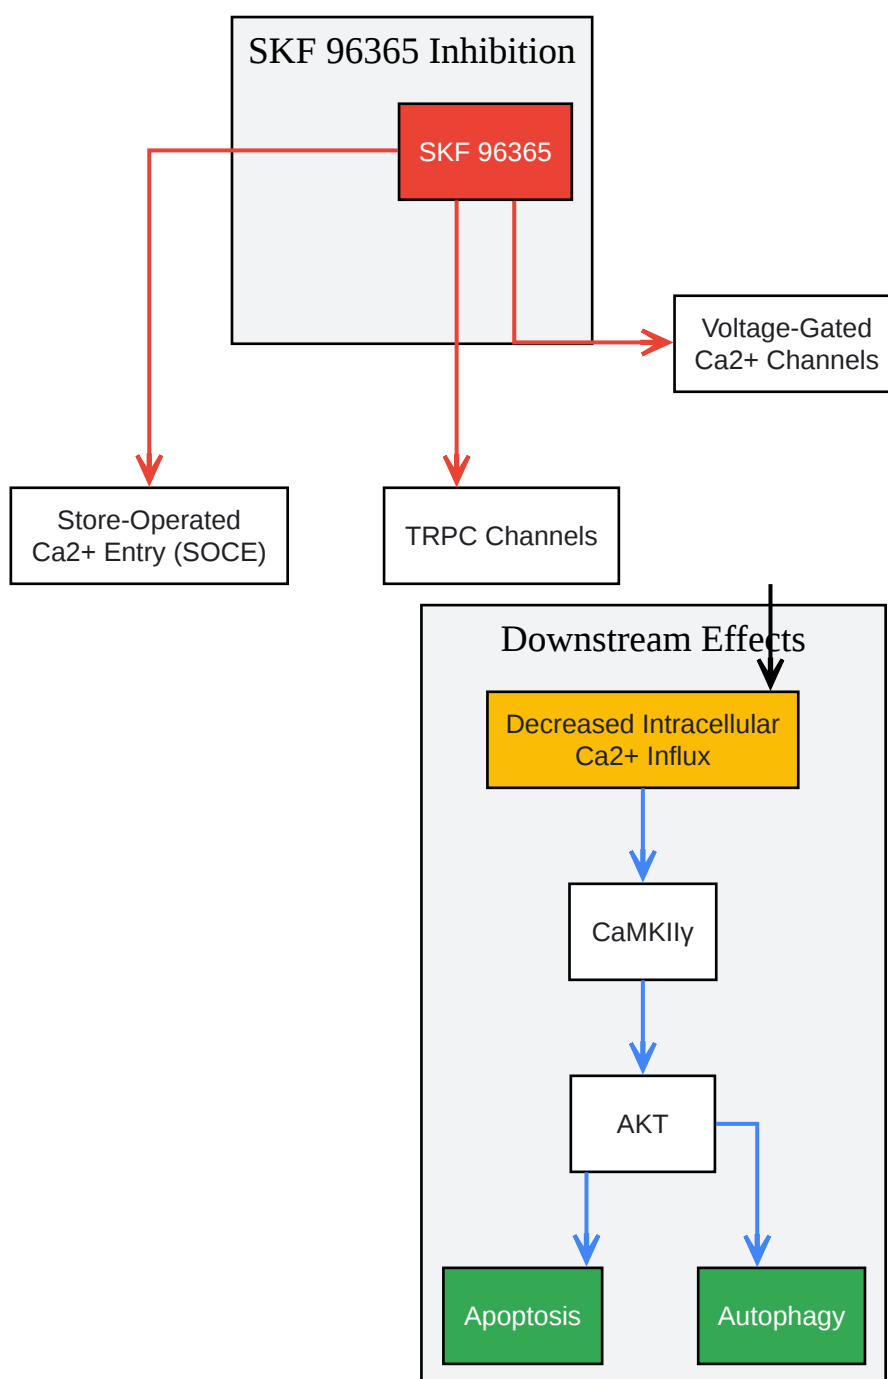 SKF 96365 Inhibition
SKF 96365
Voltage-Gated
Ca2+ Channels
Store-Operated
Ca2+ Entry (SOCE)
TRPC Channels
Downstream Effects
Decreased Intracellular
Ca2+ Influx
CaMKIIγ
AKT
Apoptosis
Autophagy